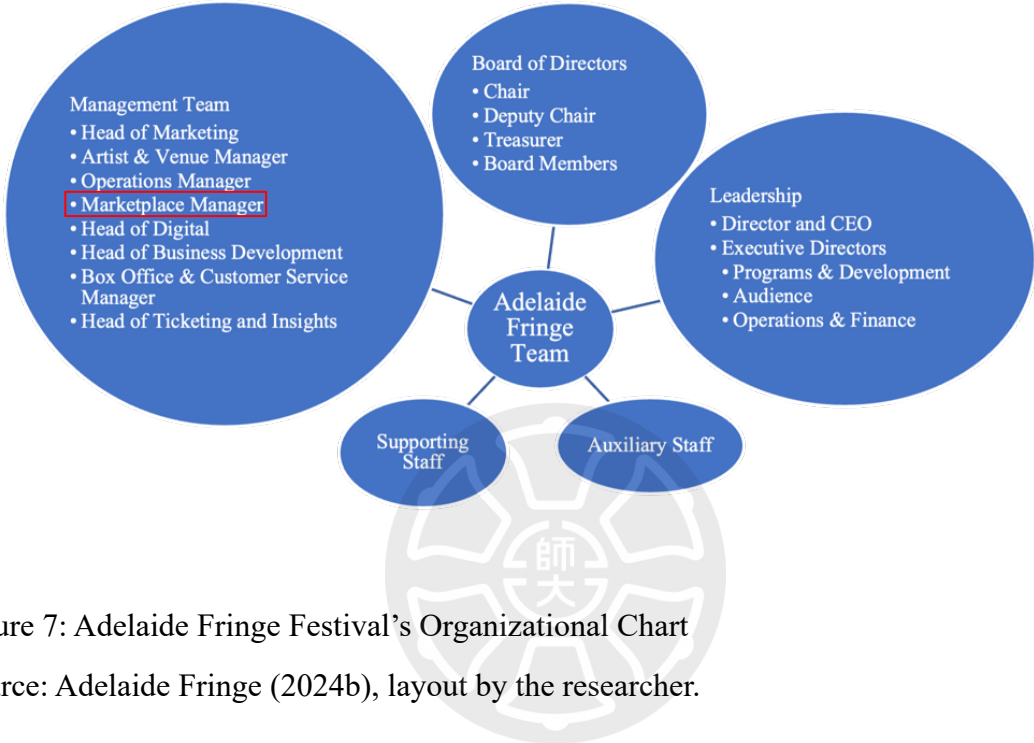 Management Team
• Head of Marketing
• Artist & Venue Manager
• Operations Manager
• Marketplace Manager
• Head of Digital
• Head of Business Development
• Box Office & Customer Service
Manager
• Head of Ticketing and Insights
Board of Directors
• Chair
• Deputy Chair
• Treasurer
• Board Members
Leadership
• Director and CEO
• Executive Directors
• Programs & Development
• Audience
• Operations & Finance
Adelaide
Fringe
Team
Supporting
Staff
Auxiliary Staff
師
大
ure 7: Adelaide Fringe Festival’s Organizational Chart
rce: Adelaide Fringe (2024b), layout by the researcher.